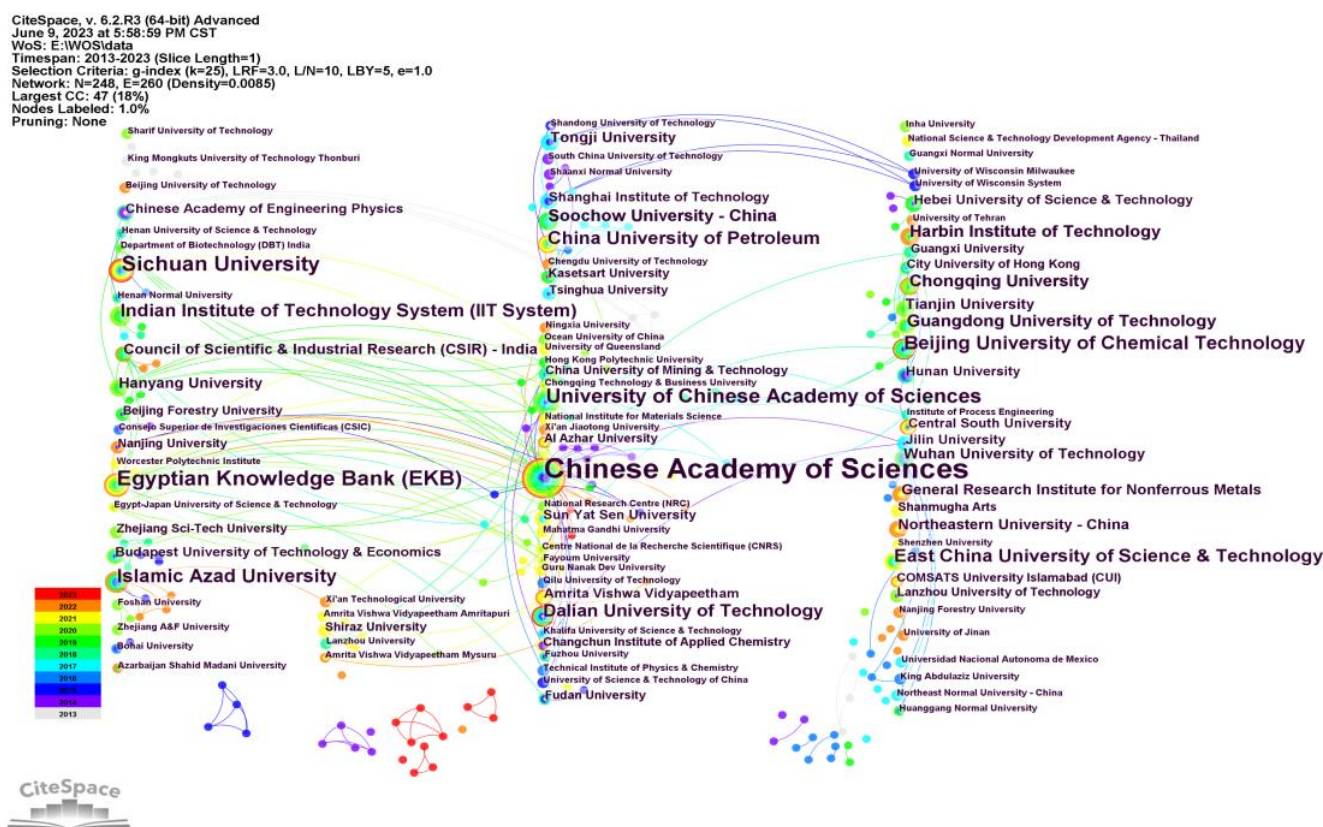 CiteSpace, v. 6.2.R3 (64-bit) Advanced
June 9, 2023 at 5:58:59 PM CST
WoS: E:\WOS\data
Timespan: 2013-2023 (Slice Length=1)
Selection Criteria: g-index (k=25), LRF=3.0, L/N=10, LBY=5, e=1.0
Network: N=248, E=260 (Density=0.0085)
Largest CC: 47 (18%)
Nodes Labeled: 1.0%
Pruning: None
Sharif University of Technology
King Mongkuts University of Technology Thonburi
Beijing University of Technology
Chinese Academy of Engineering Physics
Henan University of Science & Technology
Department of Biotechnology (DBT) India
Sichuan University
Henan Normal University
Indian Institute of Technology System (IIT System)
Council of Scientific & Industrial Research (CSIR) - India
Hanyang University
Beijing Forestry University
Consejo Superior de Investigaciones Cientificas (CSIC)
Nanjing University
Worcester Polytechnic Institute
Egyptian Knowledge Bank (EKB)
Egypt-Japan University of Science & Technology
Zhejiang Sci-Tech University
Budapest University of Technology & Economics
Islamic Azad University
Foshan University
Zhejiang A&F University
Bohai University
Azarbaijan Shahid Madani University
Xi'an Technological University
Amrita Vishwa Vidyapeetham Amritapuri
Shiraz University
Lanzhou University
Amrita Vishwa Vidyapeetham Mysuru
Shandong University of Technology
Tongji University
South China University of Technology
Shaanxi Normal University
Shanghai Institute of Technology
Soochow University - China
China University of Petroleum
Chengdu University of Technology
Kasetsart University
Tsinghua University
Ningxia University
Ocean University of China
University of Queensland
Hong Kong Polytechnic University
China University of Mining & Technology
Chongqing Technology & Business University
University of Chinese Academy of Sciences
National Institute for Materials Science
Xi'an Jiaotong University
Al Azhar University
Chinese Academy of Sciences
National Research Centre (NRC)
Sun Yat Sen University
Mahatma Gandhi University
Centre National de la Recherche Scientifique (CNRS)
Fayoum University
Guru Nanak Dev University
Qilu University of Technology
Amrita Vishwa Vidyapeetham
Dalian University of Technology
Khalifa University of Science & Technology
Changchun Institute of Applied Chemistry
Fuzhou University
Technical Institute of Physics & Chemistry
University of Science & Technology of China
Fudan University
Inha University
National Science & Technology Development Agency - Thailand
Guangxi Normal University
University of Wisconsin Milwaukee
University of Wisconsin System
Hebei University of Science & Technology
University of Tehran
Harbin Institute of Technology
Guangxi University
City University of Hong Kong
Chongqing University
Tianjin University
Guangdong University of Technology
Beijing University of Chemical Technology
Hunan University
Institute of Process Engineering
Central South University
Jilin University
Wuhan University of Technology
General Research Institute for Nonferrous Metals
Shanmugha Arts
Northeastern University - China
Shenzhen University
East China University of Science & Technology
COMSATS University Islamabad (CUI)
Lanzhou University of Technology
Nanjing Forestry University
University of Jinan
Universidad Nacional Autonoma de Mexico
King Abdulaziz University
Northeast Normal University - China
Huanggang Normal University
2023
2022
2021
2020
2019
2018
2017
2016
2015
2014
2013
CiteSpace